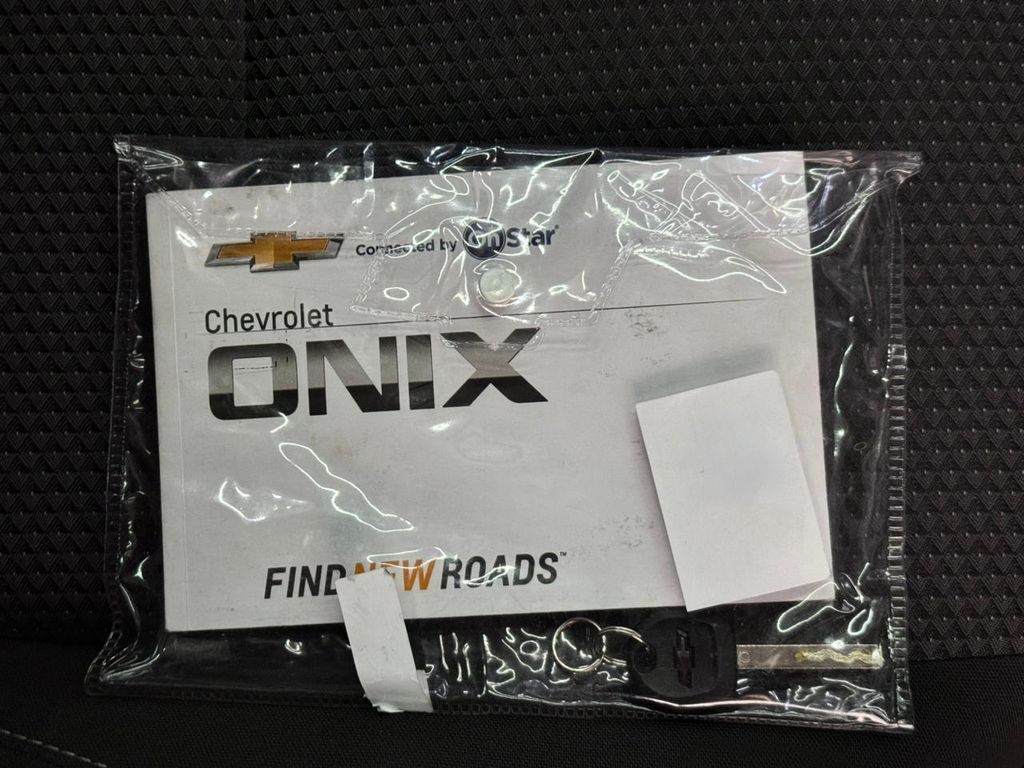 Connected by OnStar®
Chevrolet
ONIX
FIND NEW ROADS™